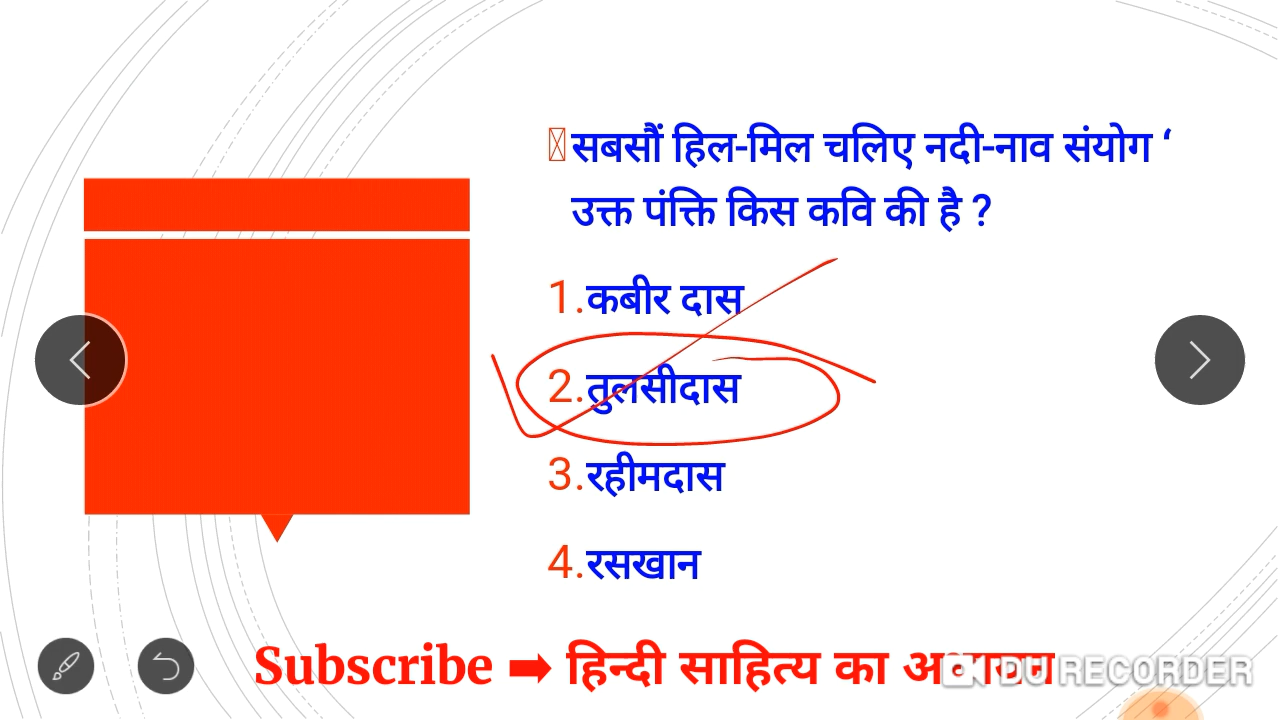 सबसौं हिल-मिल चलिए नदी-नाव संयोग ‘
उक्त पंक्ति किस कवि की है ?
1.कबीर दास
2.तुलसीदास
3.रहीमदास
4.रसखान
Subscribe ➡ हिन्दी साहित्य का
DU RECORDER